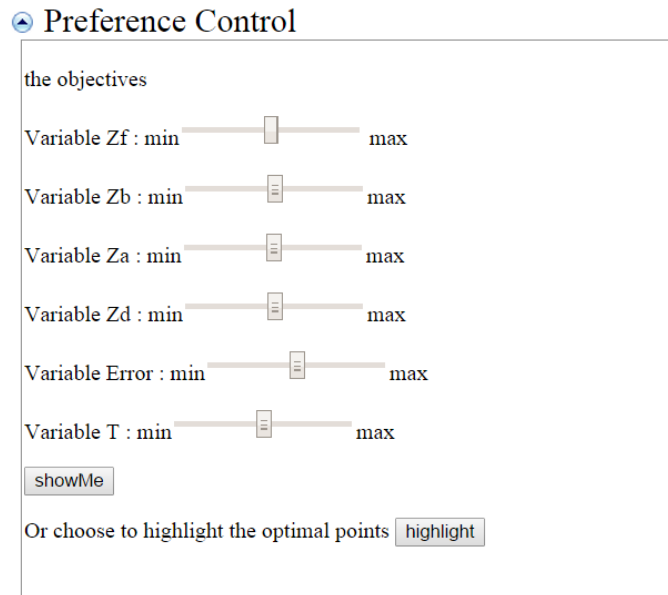 Preference Control
the objectives
Variable Zf : min max
Variable Zb : min max
Variable Za : min max
Variable Zd : min max
Variable Error : min max
Variable T : min max
showMe
Or choose to highlight the optimal points highlight